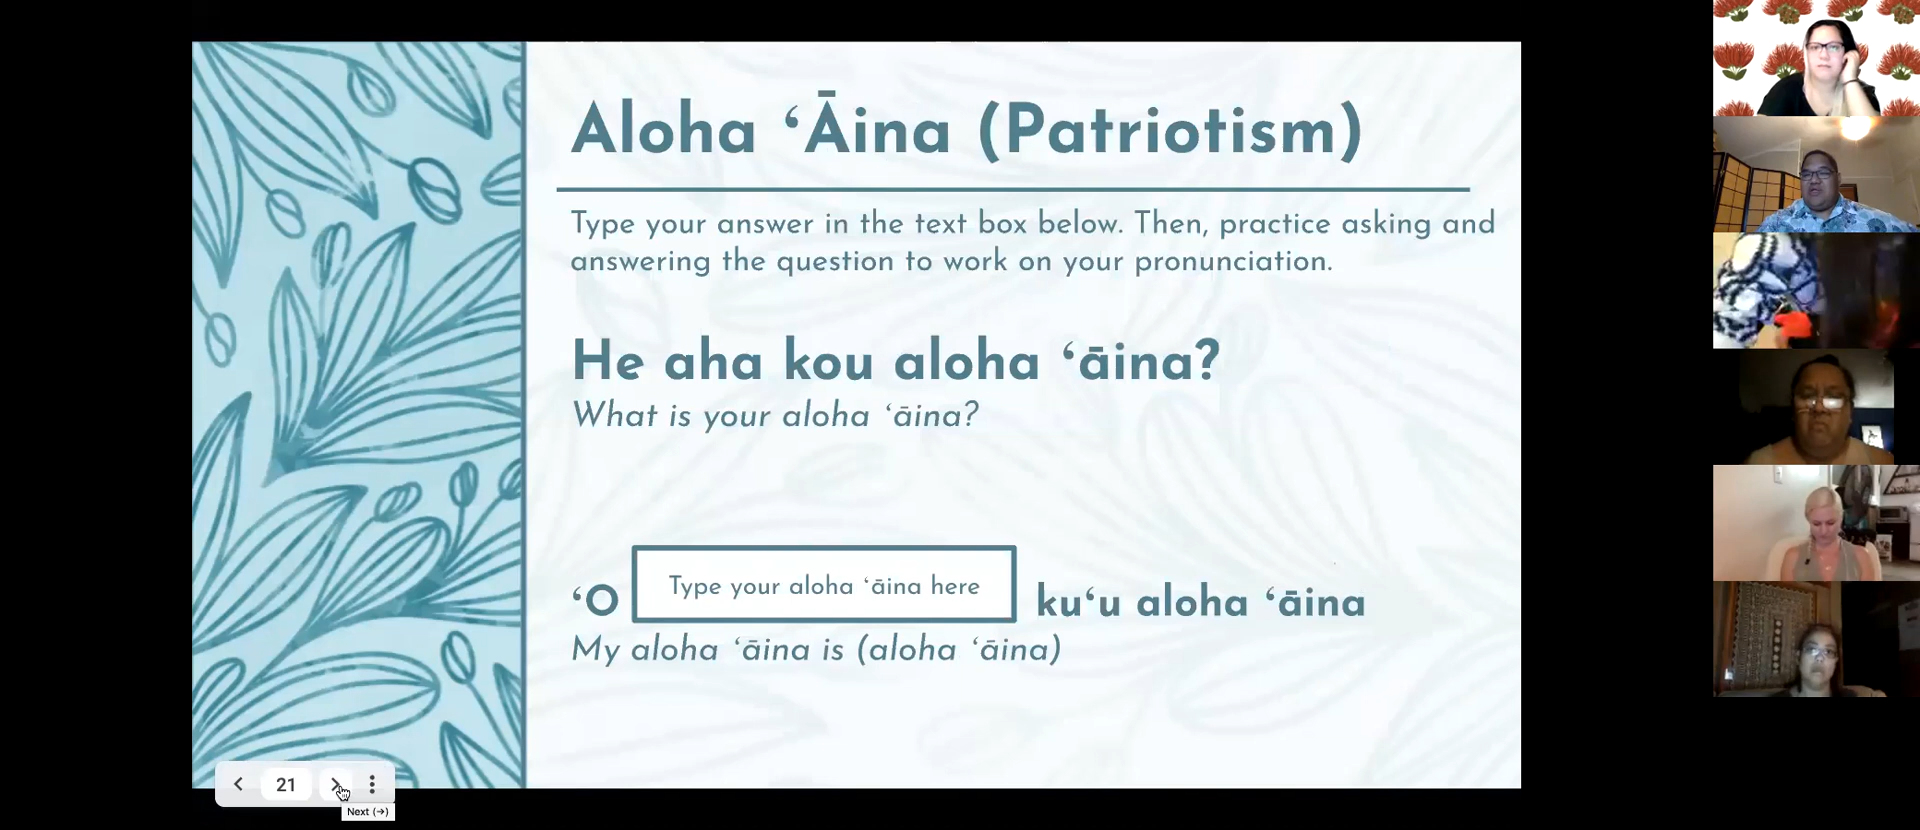 Aloha ʻĀina (Patriotism)
Type your answer in the text box below. Then, practice asking and
answering the question to work on your pronunciation.
He aha kou aloha ʻāina?
What is your aloha ʻāina?
ʻO Type your aloha ʻāina here kuʻu aloha ʻāina
My aloha ʻāina is (aloha ʻāina)
21
Next (→)